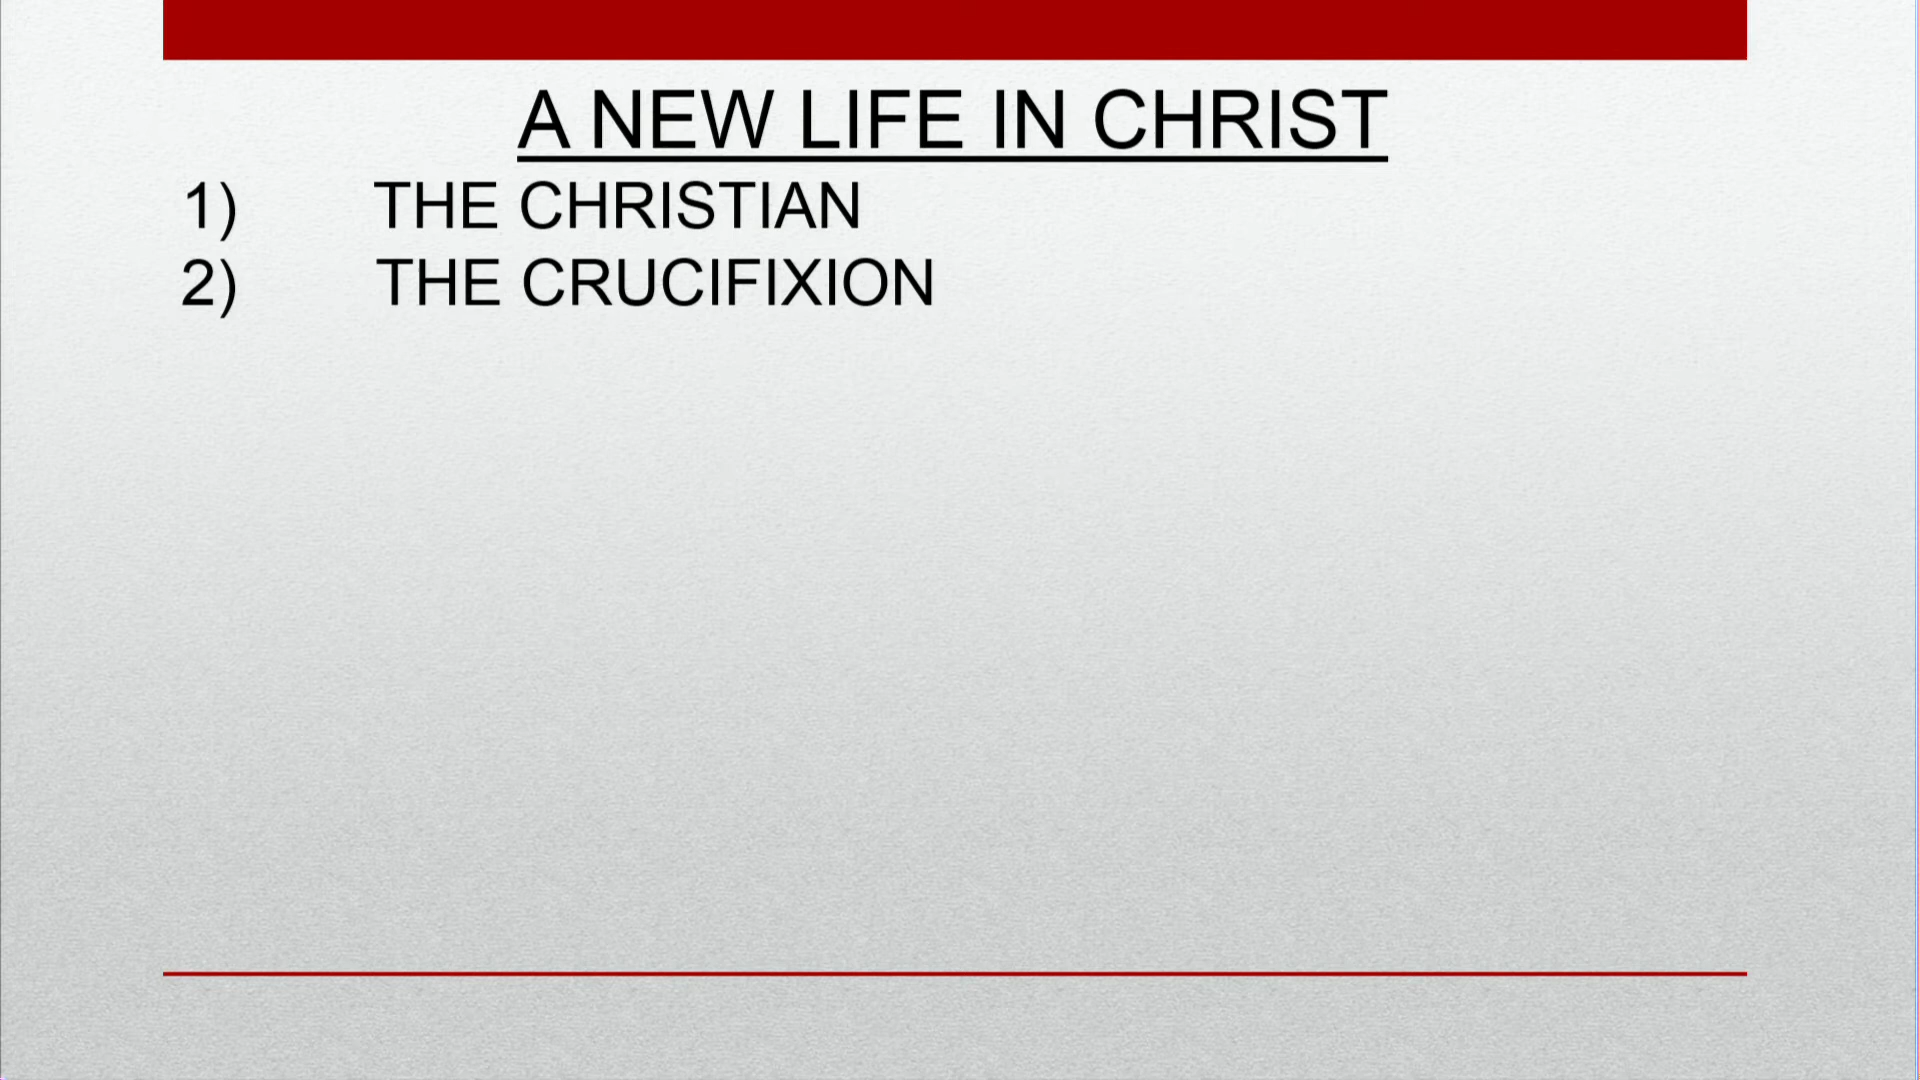 A NEW LIFE IN CHRIST
1) THE CHRISTIAN
2) THE CRUCIFIXION